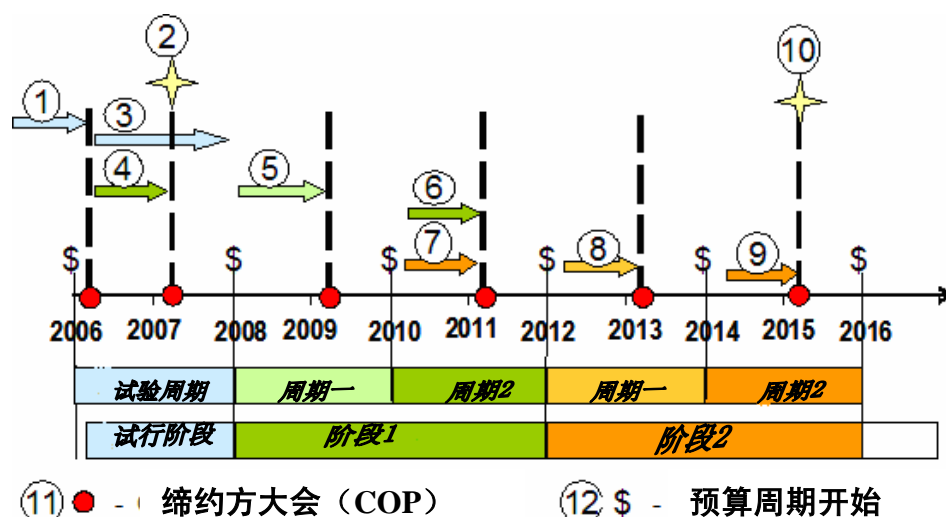 ②
⑩
①
③
④
⑤
⑥
⑦
⑧
⑨
$ $ $ $ $ $
2006 2007 2008 2009 2010 2011 2012 2013 2014 2015 2016
试验周期 周期一 周期2 周期一 周期2
试行阶段 阶段1 阶段2
⑪ - 缔约方大会（COP） ⑫ $ - 预算周期开始